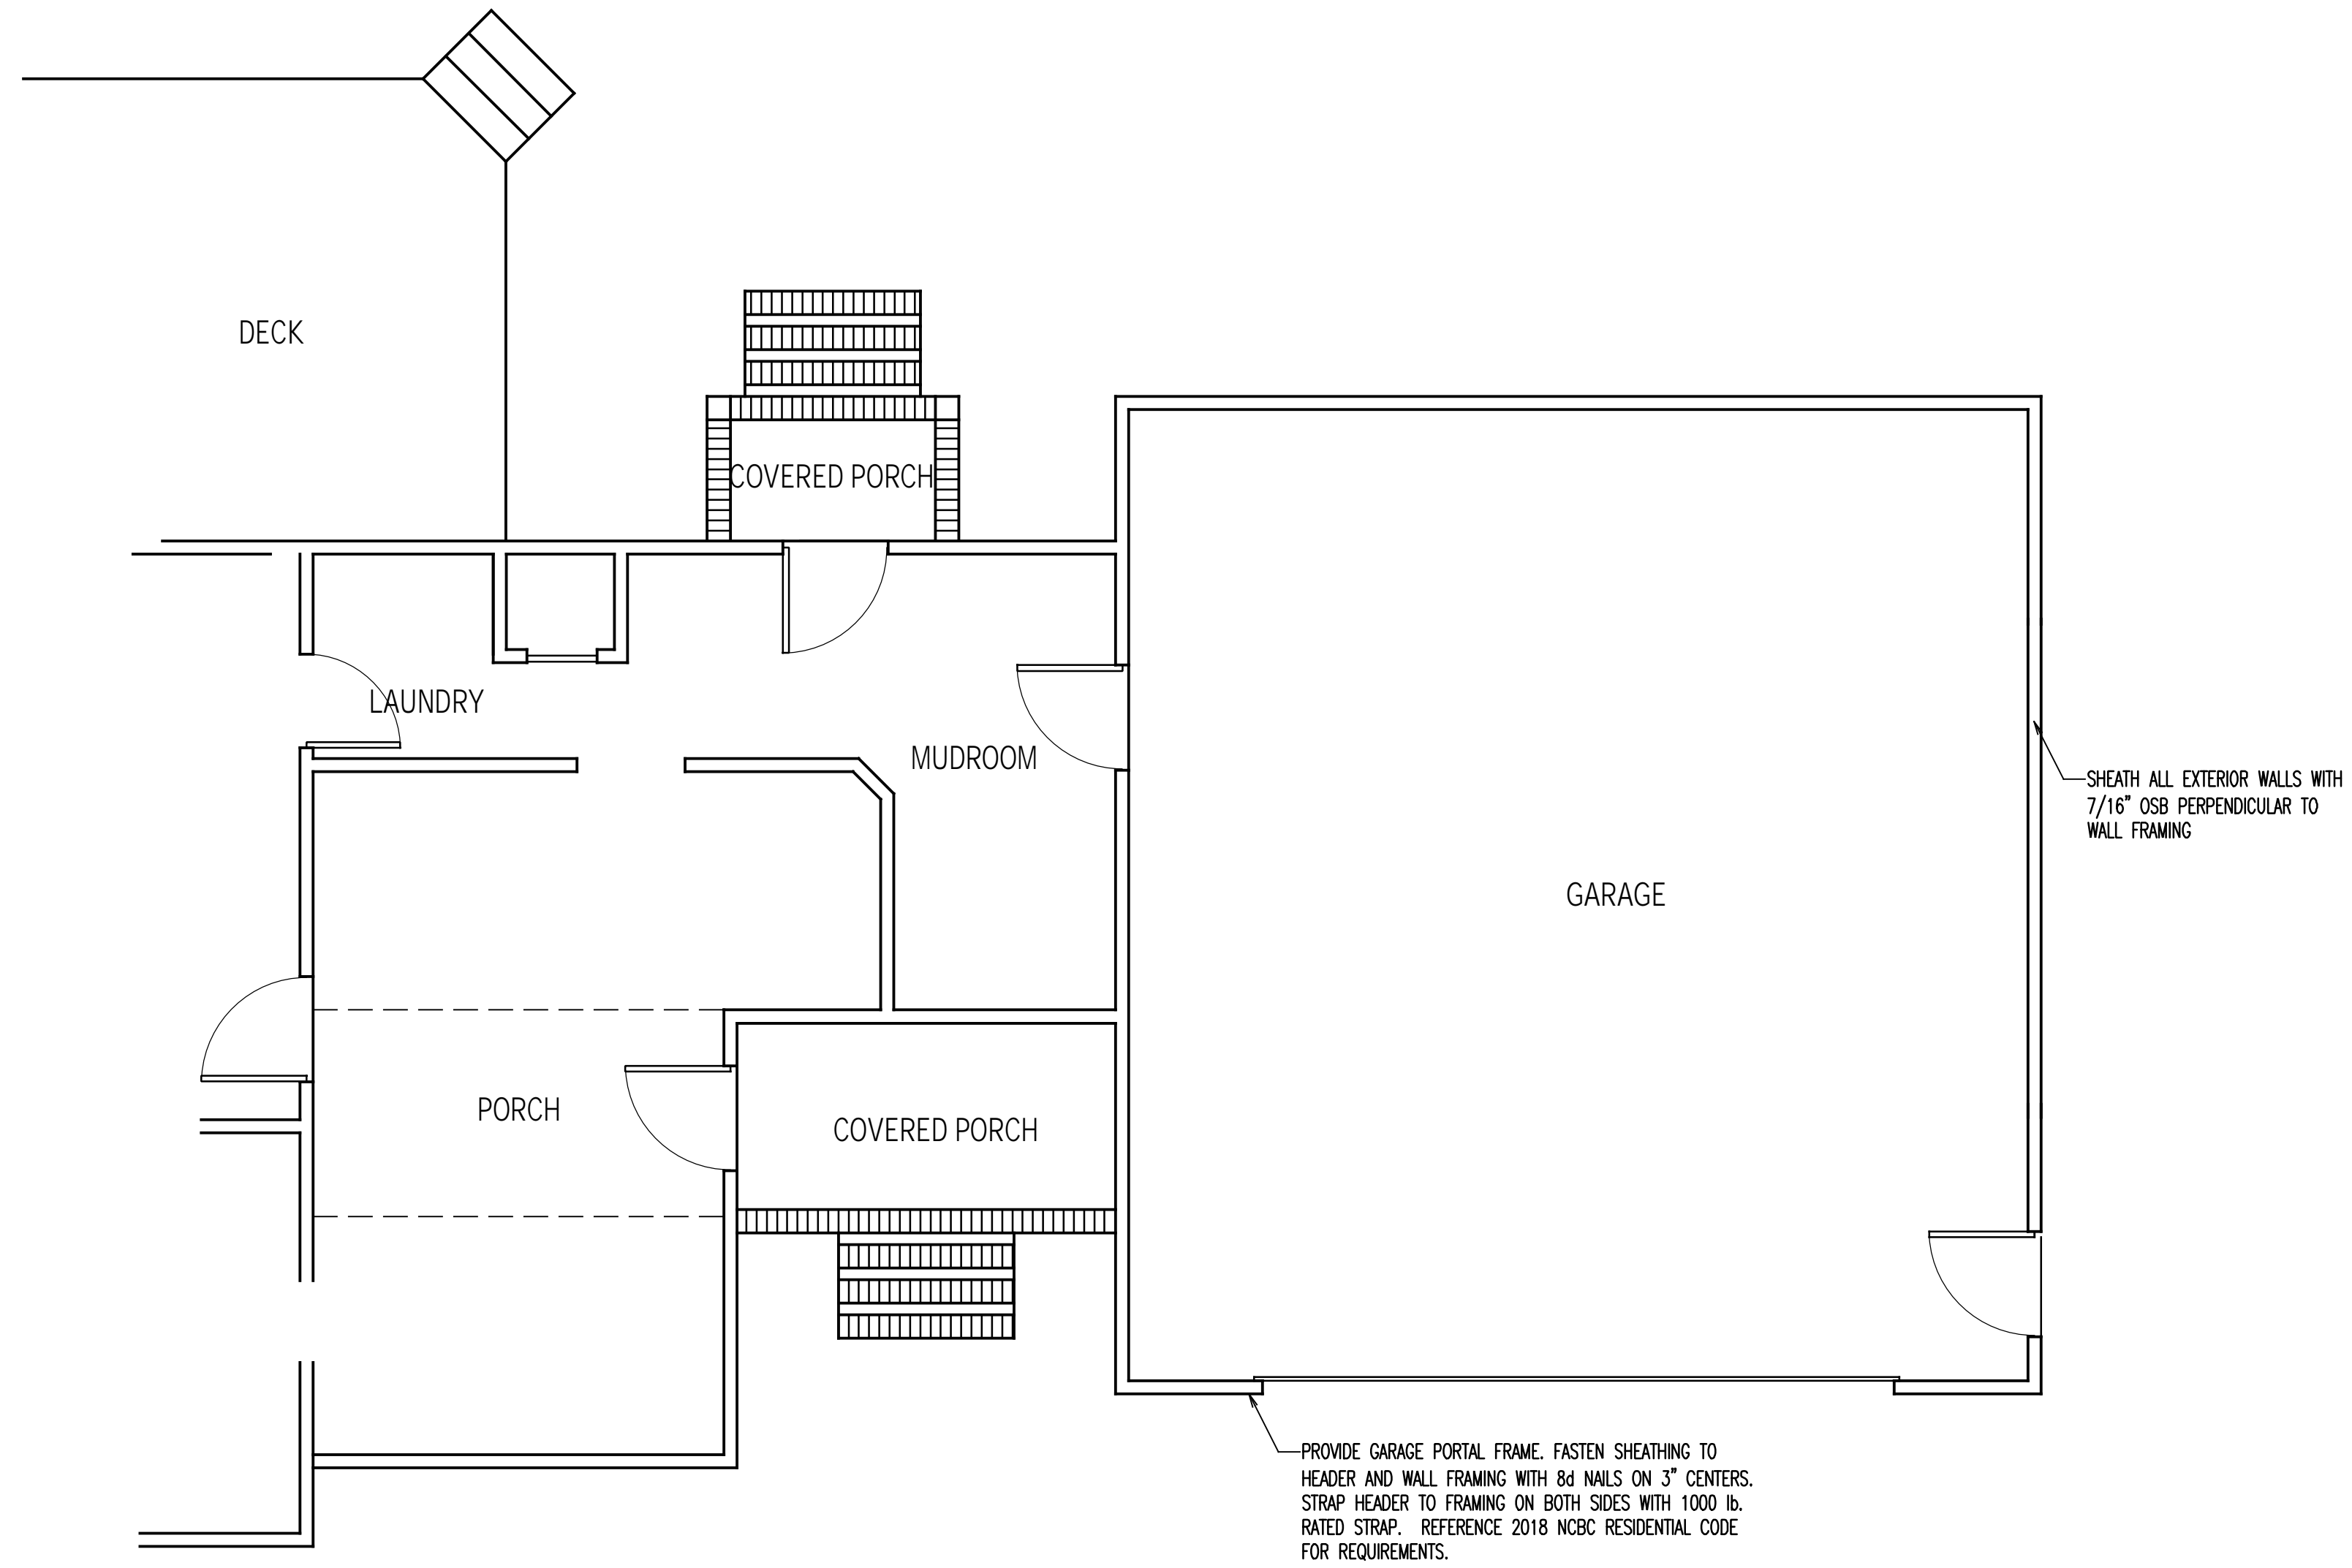 DECK
COVERED PORCH
LAUNDRY
MUDROOM
SHEATH ALL EXTERIOR WALLS WITH
7/16" OSB PERPENDICULAR TO
WALL FRAMING
GARAGE
PORCH
COVERED PORCH
PROVIDE GARAGE PORTAL FRAME. FASTEN SHEATHING TO
HEADER AND WALL FRAMING WITH 8d NAILS ON 3" CENTERS.
STRAP HEADER TO FRAMING ON BOTH SIDES WITH 1000 lb.
RATED STRAP. REFERENCE 2018 NCBC RESIDENTIAL CODE
FOR REQUIREMENTS.